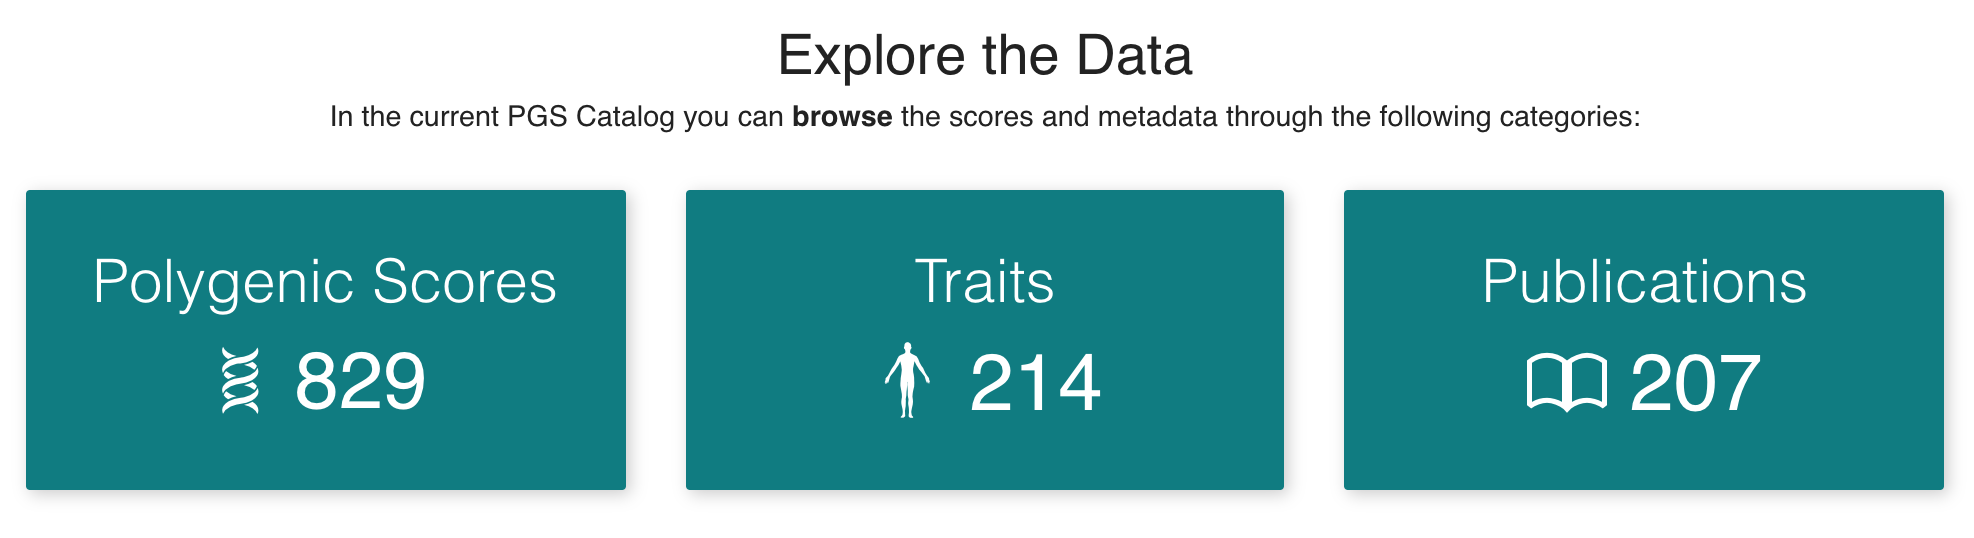 Explore the Data
In the current PGS Catalog you can browse the scores and metadata through the following categories:
Polygenic Scores
829
Traits
214
Publications
207